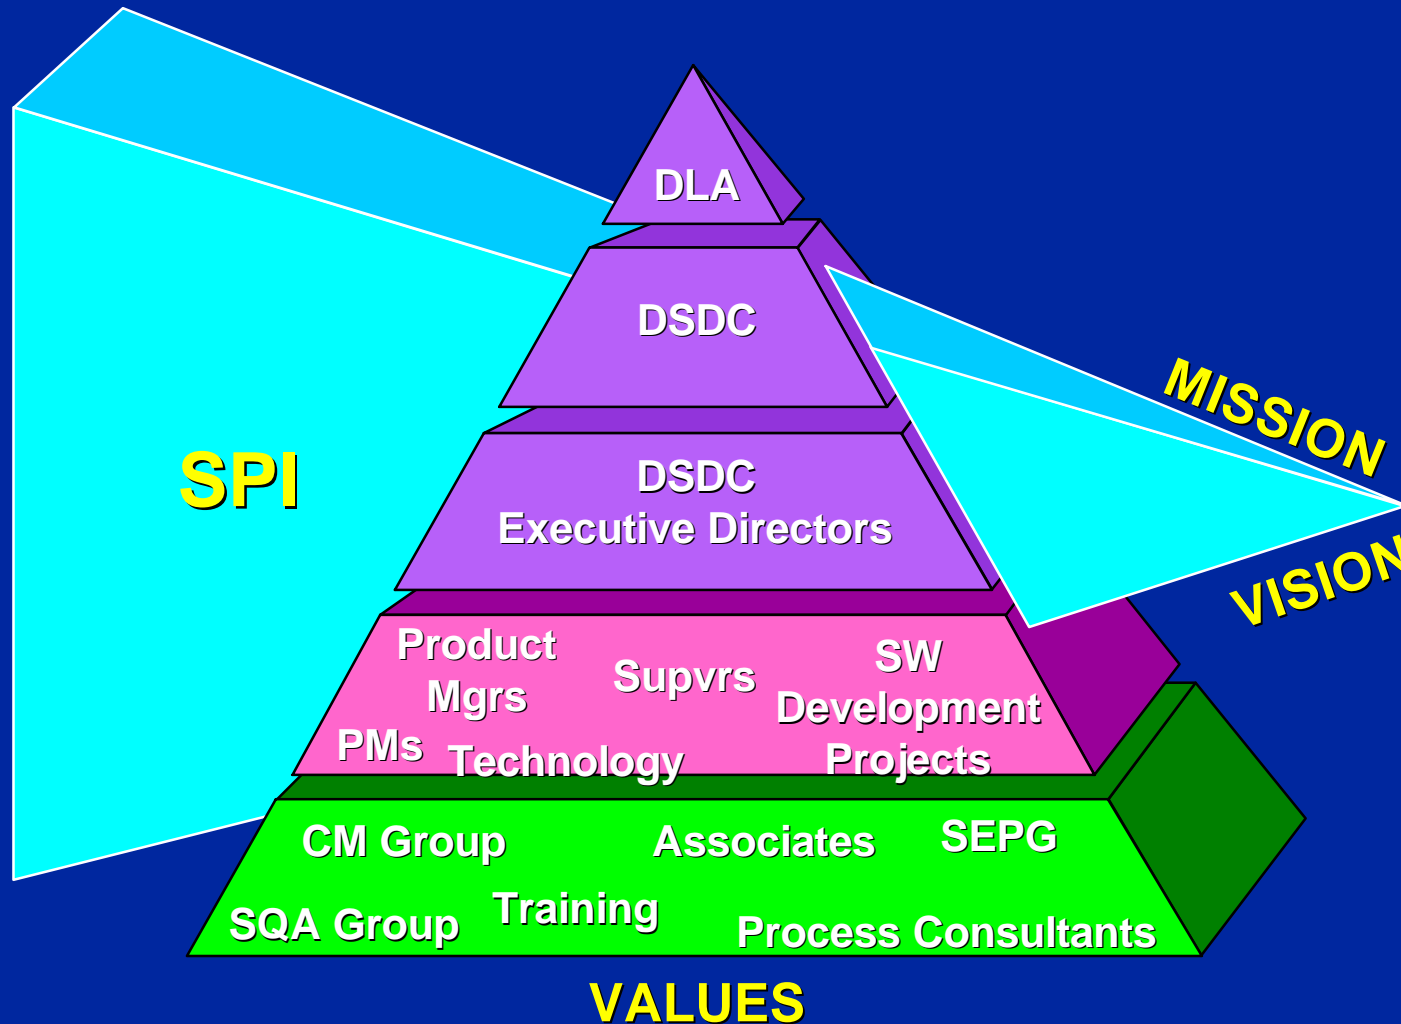 DLA
DSDC
MISSION
SPI
DSDC
Executive Directors
VISION
Product
Mgrs
Supvrs
SW
Development
Projects
PMs
Technology
CM Group
Associates
SEPG
SQA Group
Training
Process Consultants
VALUES